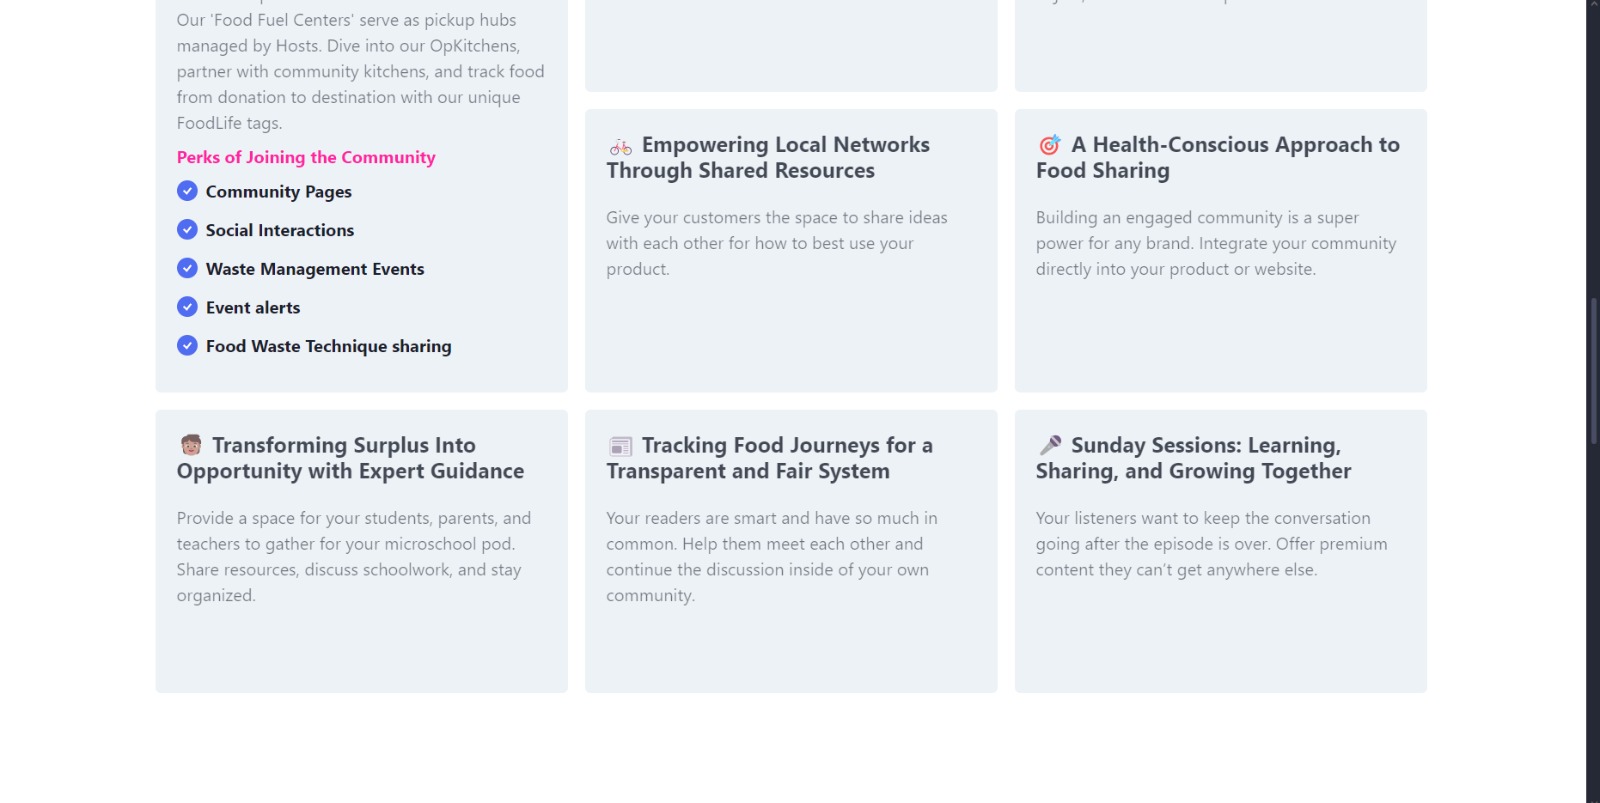 Our 'Food Fuel Centers' serve as pickup hubs
managed by Hosts. Dive into our OpKitchens,
partner with community kitchens, and track food
from donation to destination with our unique
FoodLife tags.
Perks of Joining the Community
Community Pages
Social Interactions
Waste Management Events
Event alerts
Food Waste Technique sharing
Empowering Local Networks
Through Shared Resources
Give your customers the space to share ideas
with each other for how to best use your
product.
A Health-Conscious Approach to
Food Sharing
Building an engaged community is a super
power for any brand. Integrate your community
directly into your product or website.
Transforming Surplus Into
Opportunity with Expert Guidance
Provide a space for your students, parents, and
teachers to gather for your microschool pod.
Share resources, discuss schoolwork, and stay
organized.
Tracking Food Journeys for a
Transparent and Fair System
Your readers are smart and have so much in
common. Help them meet each other and
continue the discussion inside of your own
community.
Sunday Sessions: Learning,
Sharing, and Growing Together
Your listeners want to keep the conversation
going after the episode is over. Offer premium
content they can’t get anywhere else.